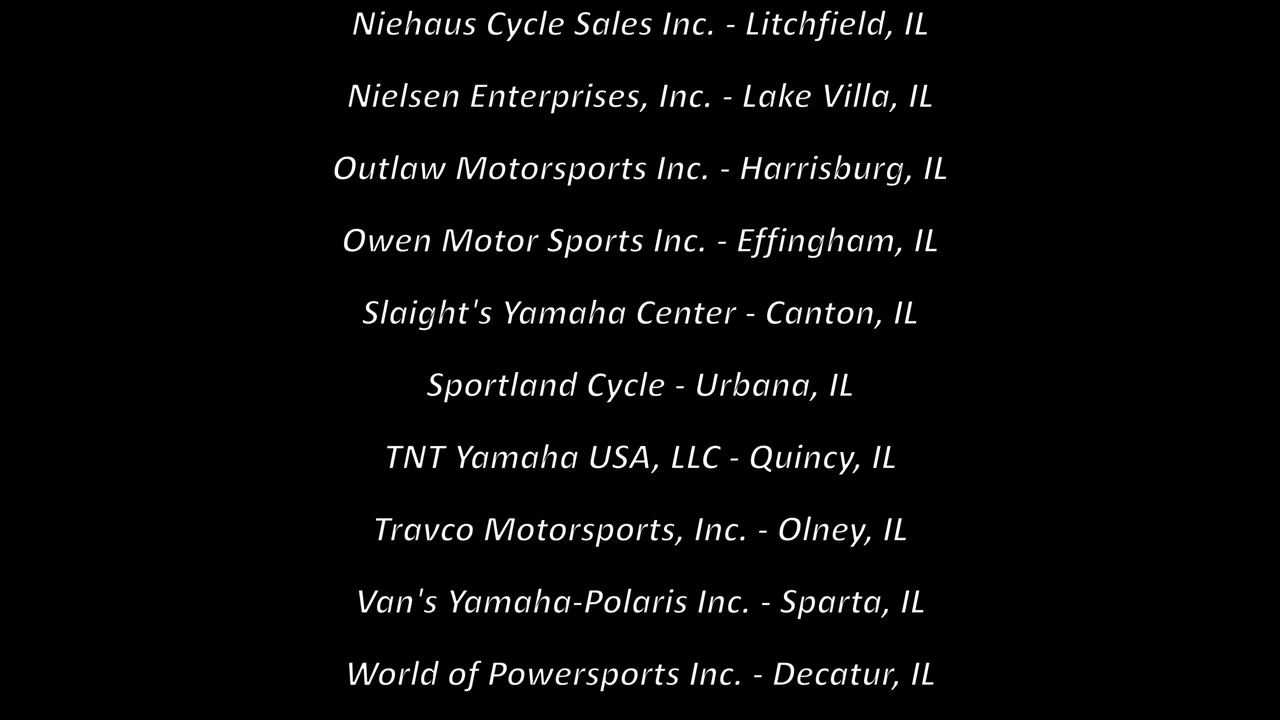 Niehaus Cycle Sales Inc. - Litchfield, IL
Nielsen Enterprises, Inc. - Lake Villa, IL
Outlaw Motorsports Inc. - Harrisburg, IL
Owen Motor Sports Inc. - Effingham, IL
Slaight's Yamaha Center - Canton, IL
Sportland Cycle - Urbana, IL
TNT Yamaha USA, LLC - Quincy, IL
Travco Motorsports, Inc. - Olney, IL
Van's Yamaha-Polaris Inc. - Sparta, IL
World of Powersports Inc. - Decatur, IL